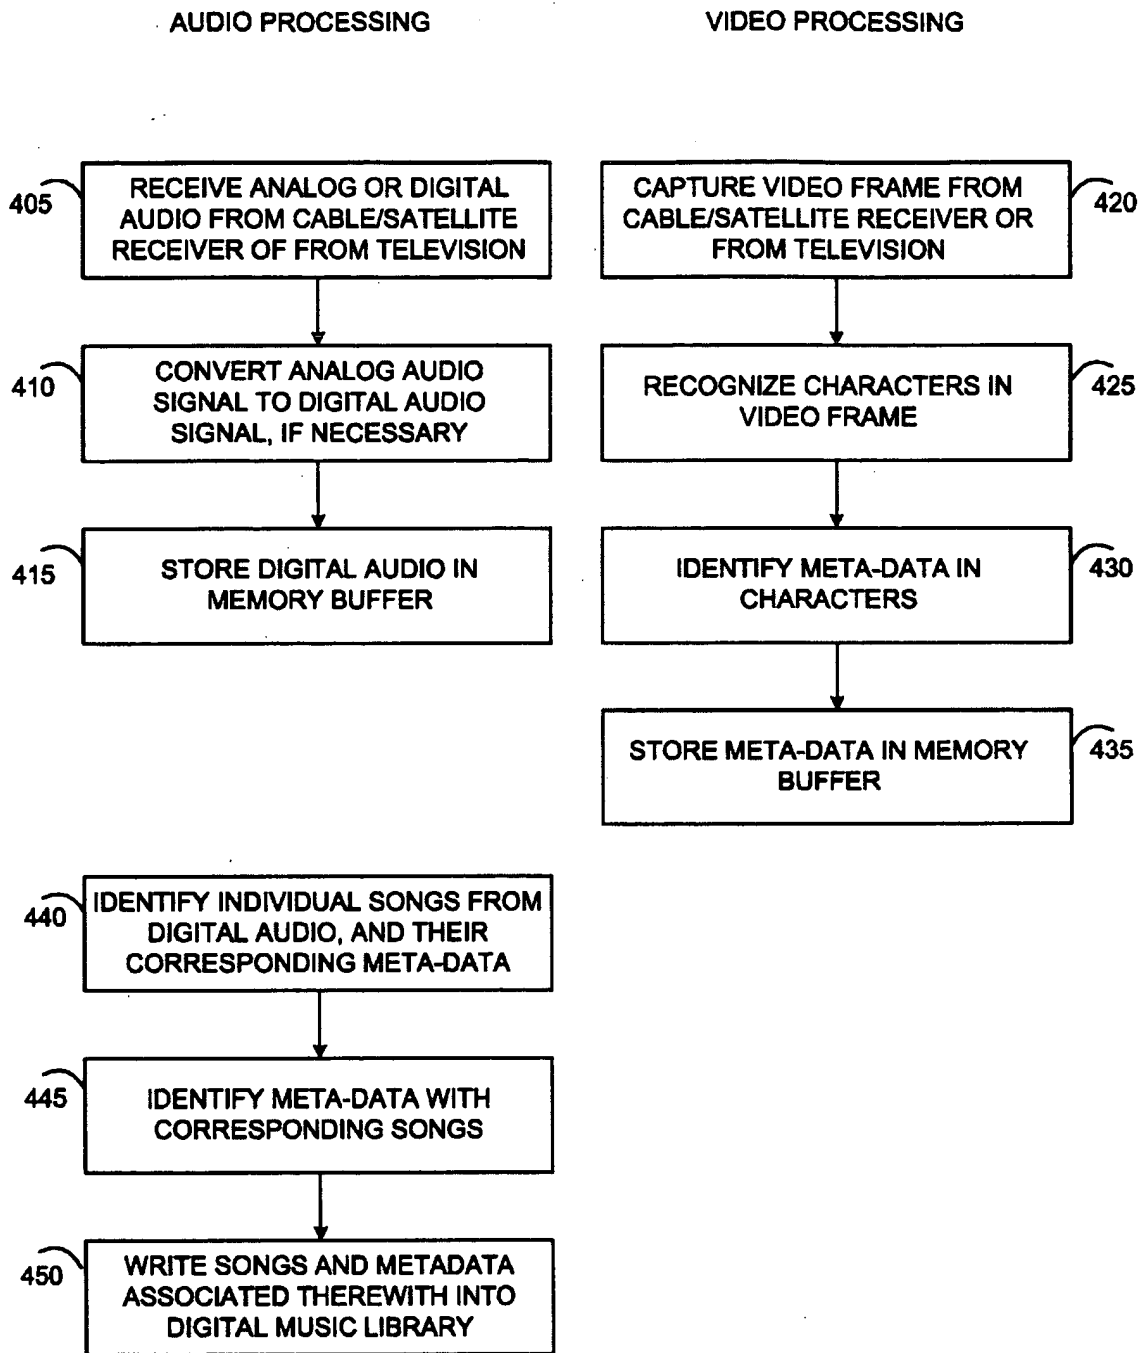 AUDIO PROCESSING
VIDEO PROCESSING
405
RECEIVE ANALOG OR DIGITAL
AUDIO FROM CABLE/SATELLITE
RECEIVER OF FROM TELEVISION
CAPTURE VIDEO FRAME FROM
CABLE/SATELLITE RECEIVER OR
FROM TELEVISION
420
410
CONVERT ANALOG AUDIO
SIGNAL TO DIGITAL AUDIO
SIGNAL, IF NECESSARY
RECOGNIZE CHARACTERS IN
VIDEO FRAME
425
415
STORE DIGITAL AUDIO IN
MEMORY BUFFER
IDENTIFY META-DATA IN
CHARACTERS
430
STORE META-DATA IN MEMORY
BUFFER
435
440
IDENTIFY INDIVIDUAL SONGS FROM
DIGITAL AUDIO, AND THEIR
CORRESPONDING META-DATA
445
IDENTIFY META-DATA WITH
CORRESPONDING SONGS
450
WRITE SONGS AND METADATA
ASSOCIATED THEREWITH INTO
DIGITAL MUSIC LIBRARY